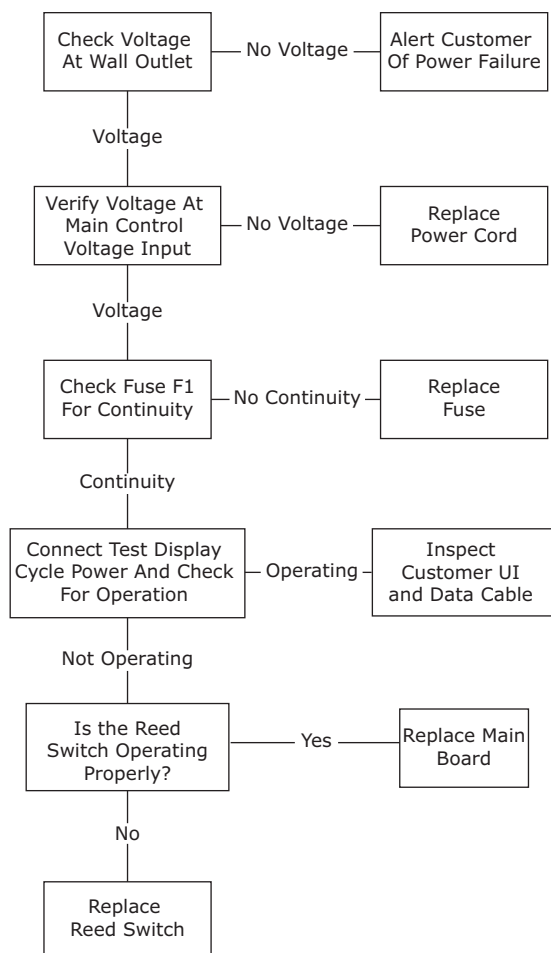 Check Voltage
At Wall Outlet
No Voltage
Alert Customer
Of Power Failure
Voltage
Verify Voltage At
Main Control
Voltage Input
No Voltage
Replace
Power Cord
Voltage
Check Fuse F1
For Continuity
No Continuity
Replace
Fuse
Continuity
Connect Test Display
Cycle Power And Check
For Operation
Operating
Inspect
Customer UI
and Data Cable
Not Operating
Is the Reed
Switch Operating
Properly?
Yes
Replace Main
Board
No
Replace
Reed Switch